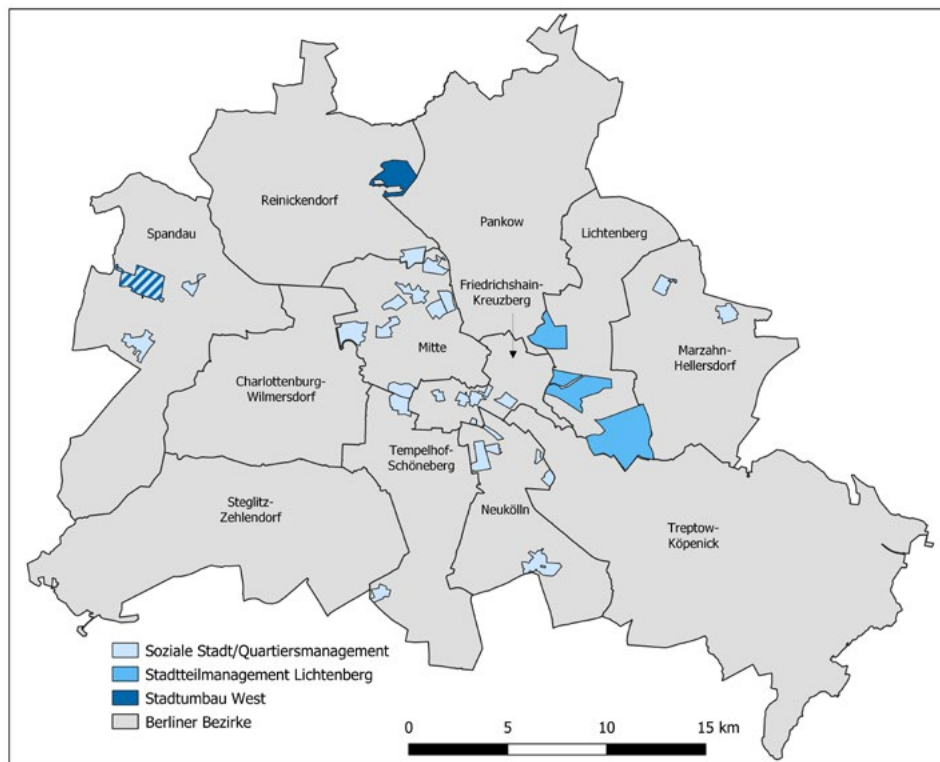 Reinickendorf
Spandau
Pankow
Lichtenberg
Friedrichshain-
Kreuzberg
Mitte
Marzahn-
Hellersdorf
Charlottenburg-
Wilmersdorf
Tempelhof-
Schöneberg
Steglitz-
Zehlendorf
Neukölln
Treptow-
Köpenick
Soziale Stadt/Quartiersmanagement
Stadtteilmanagement Lichtenberg
Stadtumbau West
Berliner Bezirke
0 5 10 15 km